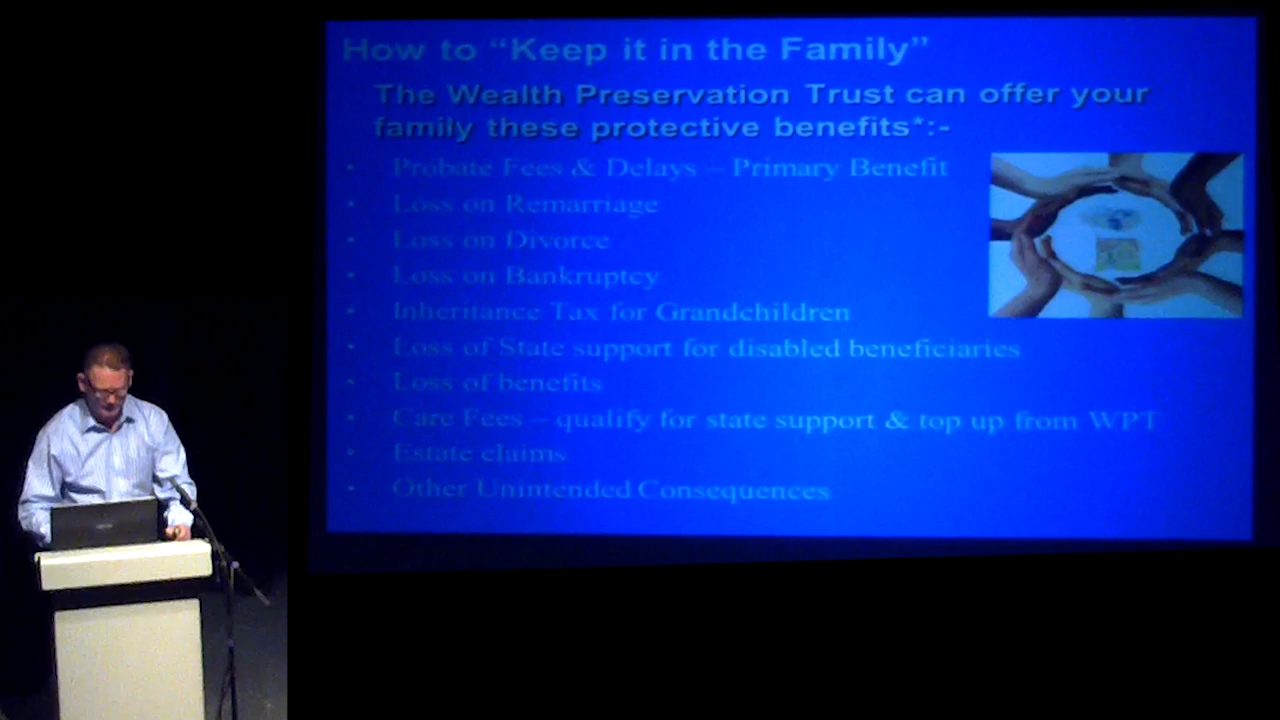 How to “Keep it in the Family”
The Wealth Preservation Trust can offer your
family these protective benefits*:-
• Probate Fees & Delays – Primary Benefit
• Loss on Remarriage
• Loss on Divorce
• Loss on Bankruptcy
• Inheritance Tax for Grandchildren
• Loss of State support for disabled beneficiaries
• Loss of benefits
• Care Fees – qualify for state support & top up from WPT
• Estate claims
• Other Unintended Consequences